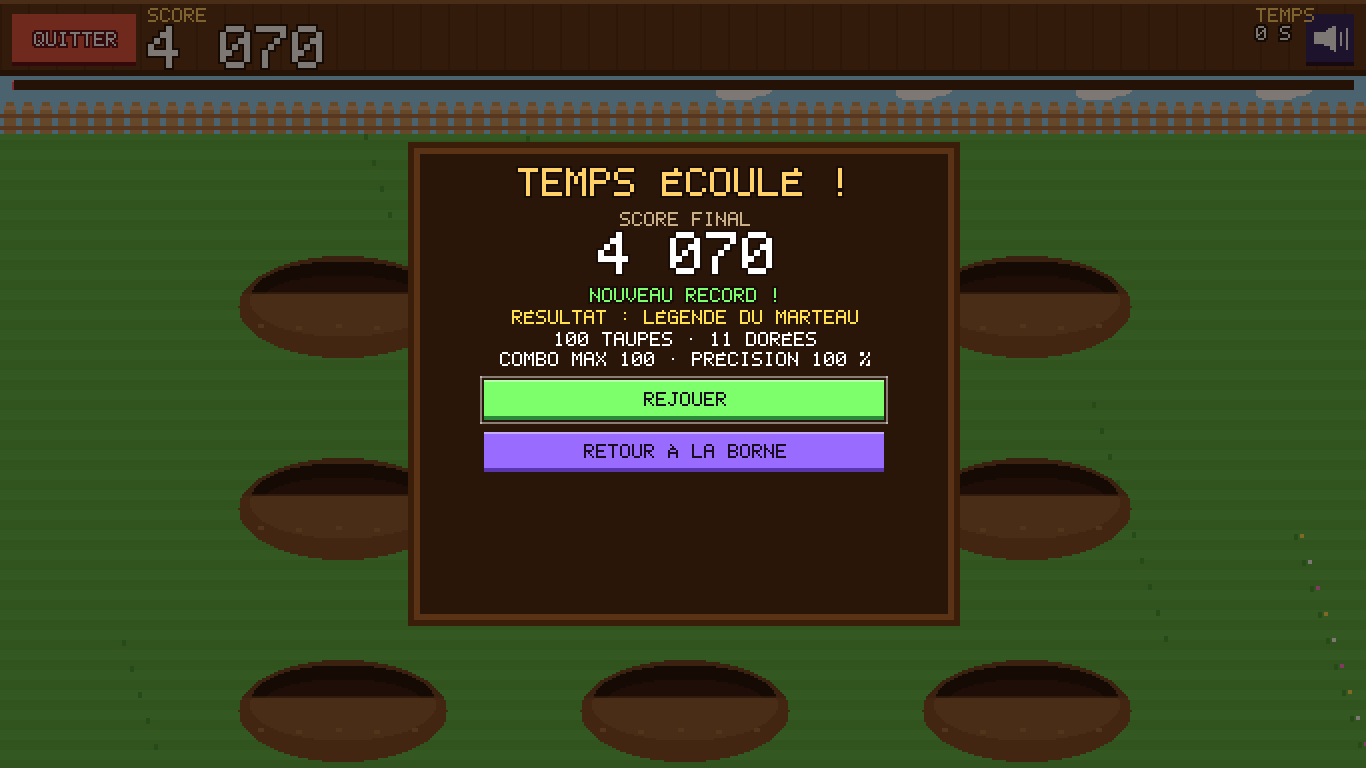 QUITTER
SCORE
4 070
TEMPS
0 S
TEMPS ÉCOULÉ !
SCORE FINAL
4 070
NOUVEAU RECORD !
RÉSULTAT : LÉGENDE DU MARTEAU
100 TAUPES · 11 DORÉES
COMBO MAX 100 · PRÉCISION 100 %
REJOUER
RETOUR À LA BORNE